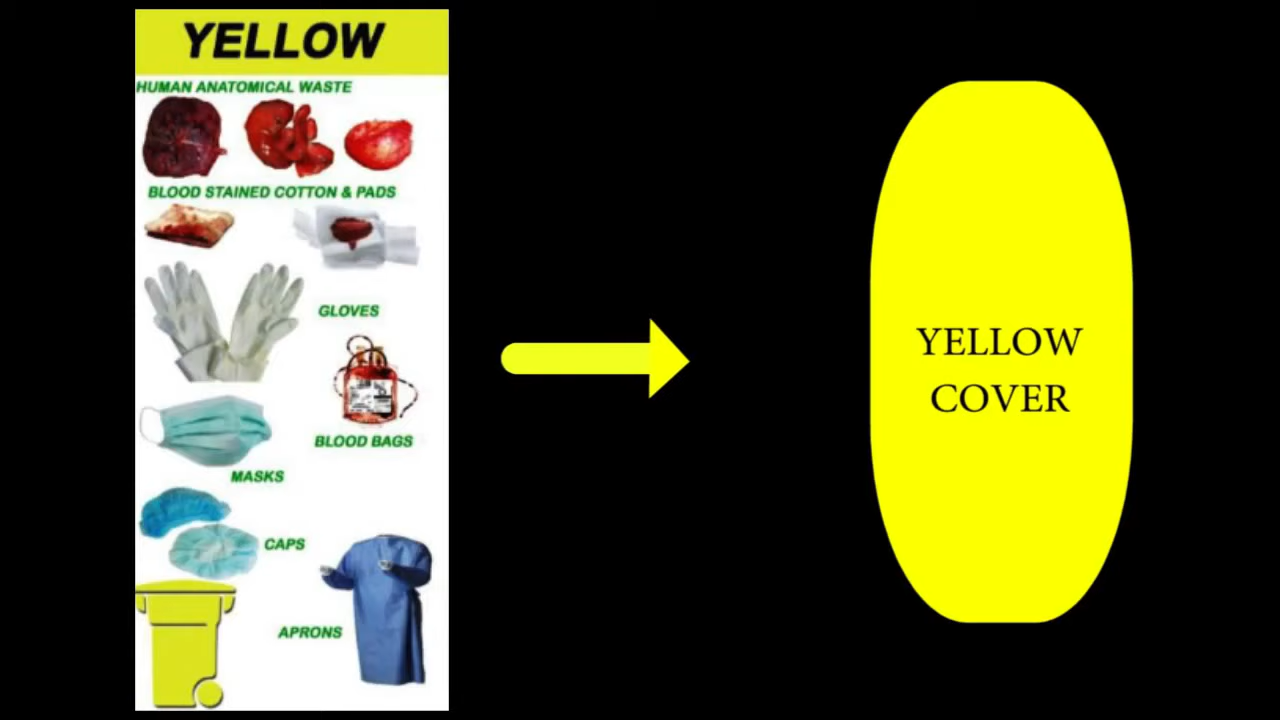 YELLOW
HUMAN ANATOMICAL WASTE
BLOOD STAINED COTTON & PADS
GLOVES
BLOOD BAGS
MASKS
CAPS
APRONS
YELLOW
COVER